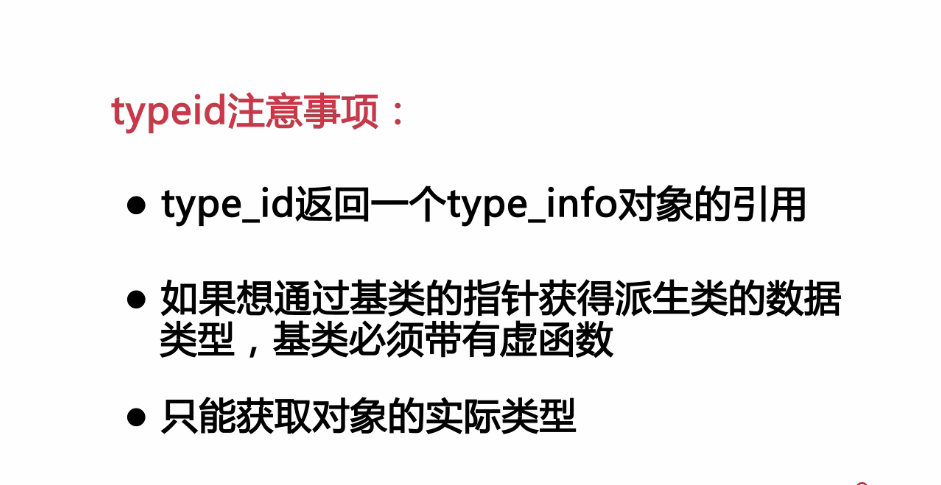 typeid注意事项：
● type_id返回一个type_info对象的引用
● 如果想通过基类的指针获得派生类的数据
类型，基类必须带有虚函数
● 只能获取对象的实际类型